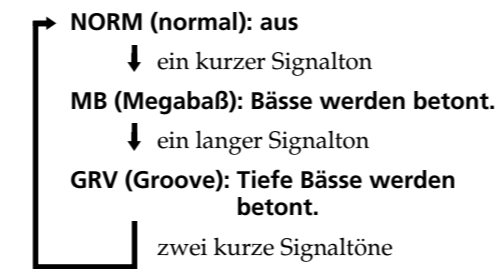 NORM (normal): aus
ein kurzer Signalton
MB (Megabaß): Bässe werden betont.
ein langer Signalton
GRV (Groove): Tiefe Bässe werden
betont.
zwei kurze Signaltöne